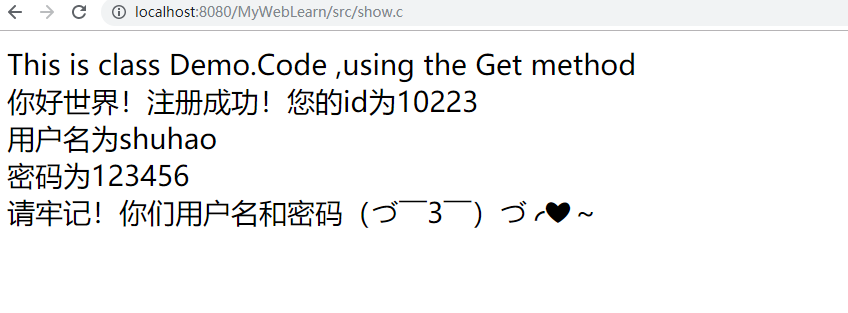 localhost:8080/MyWebLearn/src/show.c
This is class Demo.Code ,using the Get method
你好世界！注册成功！您的id为10223
用户名为shuhao
密码为123456
请牢记！你们用户名和密码（づ￣3￣）づ╭❤～